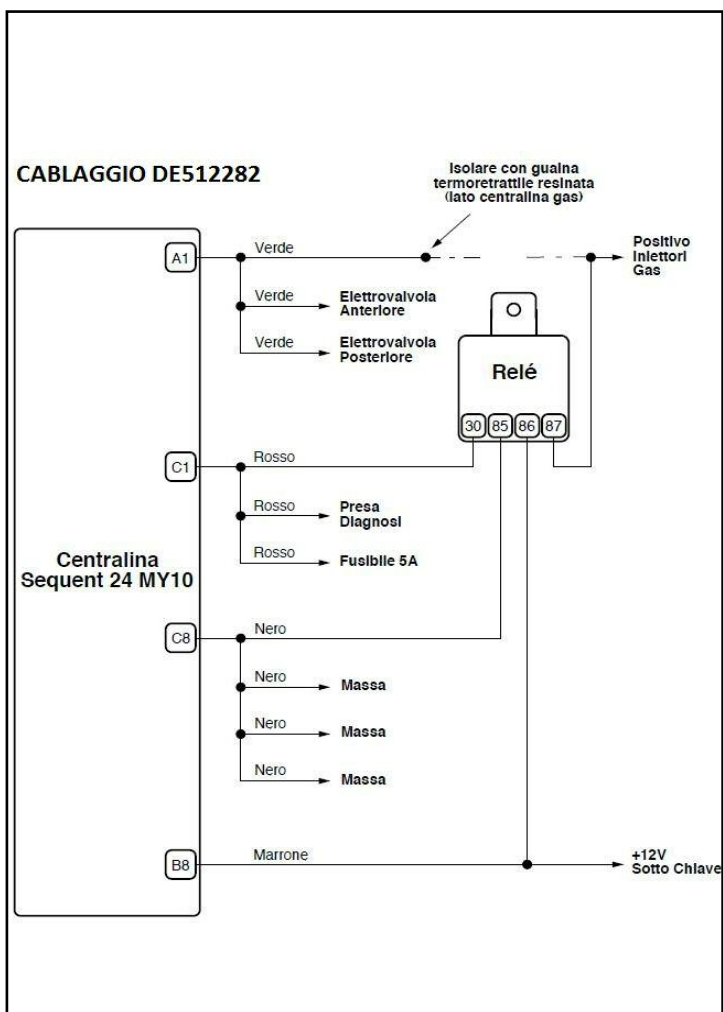 CABLAGGIO DE512282
Isolare con guaina
termoretrattile resinata
(lato centralina gas)
A1
Verde
Positivo
Iniettori
Gas
Verde
Elettrovalvola
Anteriore
Verde
Elettrovalvola
Posteriore
Relé
30 85 86 87
C1
Rosso
Rosso
Presa
Diagnosi
Rosso
Fusibile 5A
Centralina
Sequent 24 MY10
C8
Nero
Nero
Massa
Nero
Massa
Nero
Massa
B8
Marrone
+12V
Sotto Chiave